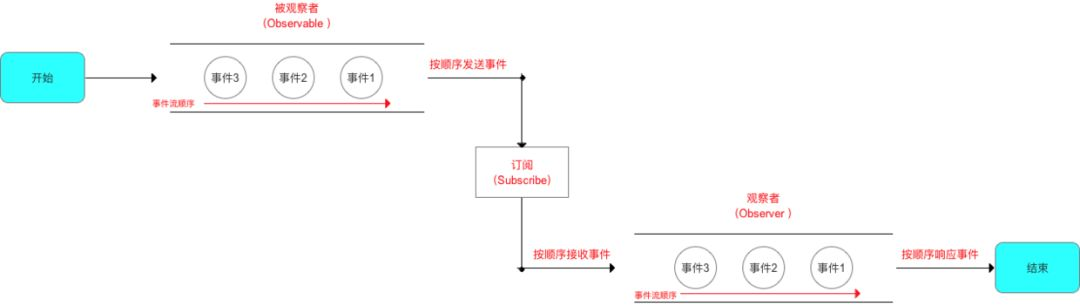 被观察者
（Observable ）
开始
事件3
事件2
事件1
按顺序发送事件
事件流顺序
订阅
（Subscribe）
观察者
（Observer ）
按顺序接收事件
事件3
事件2
事件1
按顺序响应事件
结束
事件流顺序